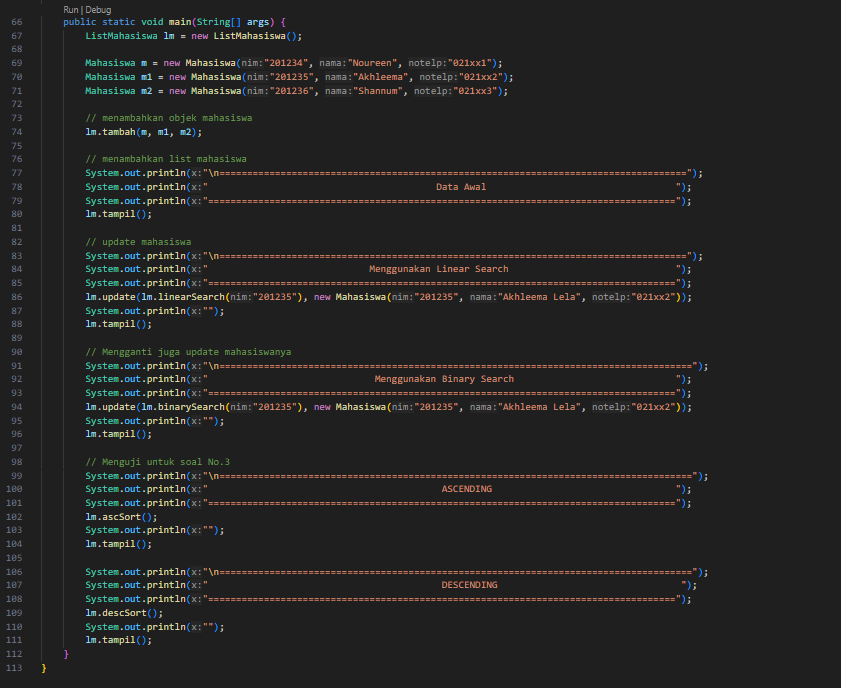 Run | Debug
66 public static void main(String[] args) {
67 ListMahasiswa lm = new ListMahasiswa();
68
69 Mahasiswa m = new Mahasiswa(nim:"201234", nama:"Noureen", notelp:"021xx1");
70 Mahasiswa m1 = new Mahasiswa(nim:"201235", nama:"Akhleema", notelp:"021xx2");
71 Mahasiswa m2 = new Mahasiswa(nim:"201236", nama:"Shannum", notelp:"021xx3");
72
73 // menambahkan objek mahasiswa
74 lm.tambah(m, m1, m2);
75
76 // menambahkan list mahasiswa
77 System.out.println(x:"\n====================================================================================");
78 System.out.println(x:"                                         Data Awal                                  ");
79 System.out.println(x:"====================================================================================");
80 lm.tampil();
81
82 // update mahasiswa
83 System.out.println(x:"\n====================================================================================");
84 System.out.println(x:"                             Menggunakan Linear Search                              ");
85 System.out.println(x:"====================================================================================");
86 lm.update(lm.linearSearch(nim:"201235"), new Mahasiswa(nim:"201235", nama:"Akhleema Lela", notelp:"021xx2"));
87 System.out.println(x:"");
88 lm.tampil();
89
90 // Mengganti juga update mahasiswanya
91 System.out.println(x:"\n=====================================================================================");
92 System.out.println(x:"                              Menggunakan Binary Search                             ");
93 System.out.println(x:"====================================================================================");
94 lm.update(lm.binarySearch(nim:"201235"), new Mahasiswa(nim:"201235", nama:"Akhleema Lela", notelp:"021xx2"));
95 System.out.println(x:"");
96 lm.tampil();
97
98 // Menguji untuk soal No.3
99 System.out.println(x:"\n=====================================================================================");
100 System.out.println(x:"                                          ASCENDING                                 ");
101 System.out.println(x:"====================================================================================");
102 lm.ascSort();
103 System.out.println(x:"");
104 lm.tampil();
105
106 System.out.println(x:"\n=====================================================================================");
107 System.out.println(x:"                                          DESCENDING                                 ");
108 System.out.println(x:"====================================================================================");
109 lm.descSort();
110 System.out.println(x:"");
111 lm.tampil();
112 }
113 }